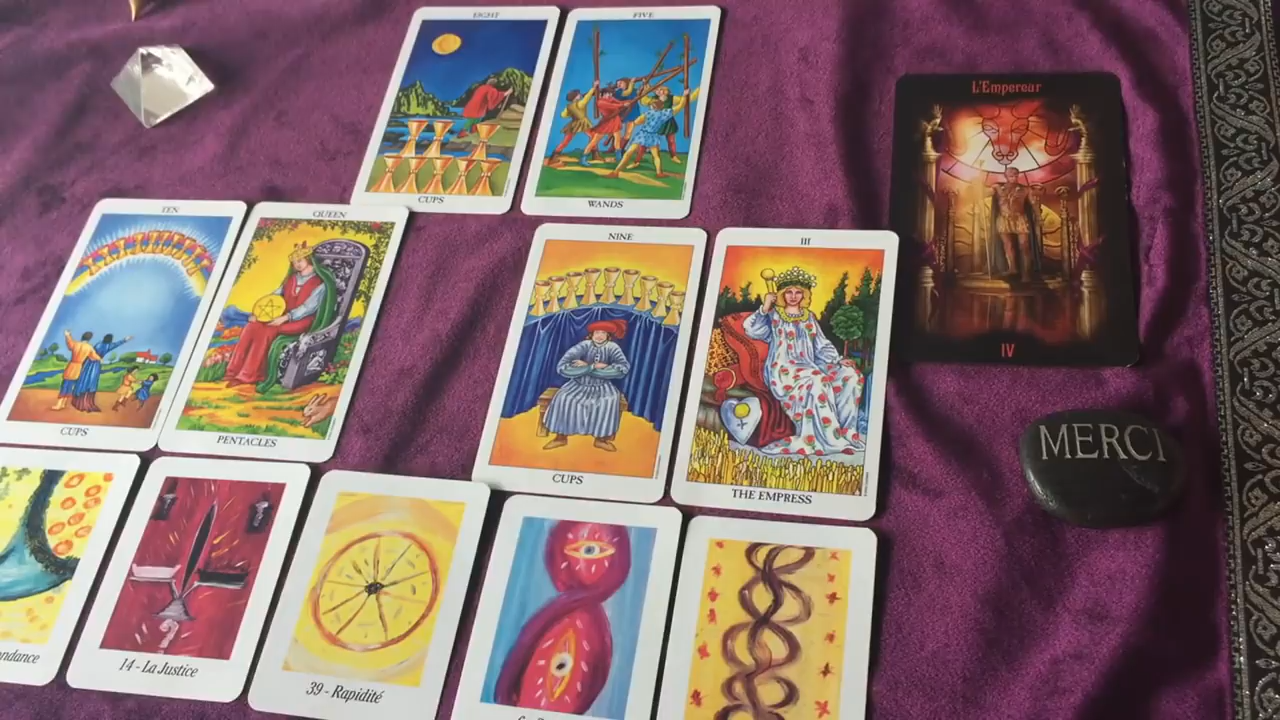 EIGHT
CUPS
FIVE
WANDS
L'Empereur
IV
TEN
CUPS
QUEEN
PENTACLES
NINE
CUPS
III
THE EMPRESS
MERCI
ndance
14 - La Justice
39 - Rapidité